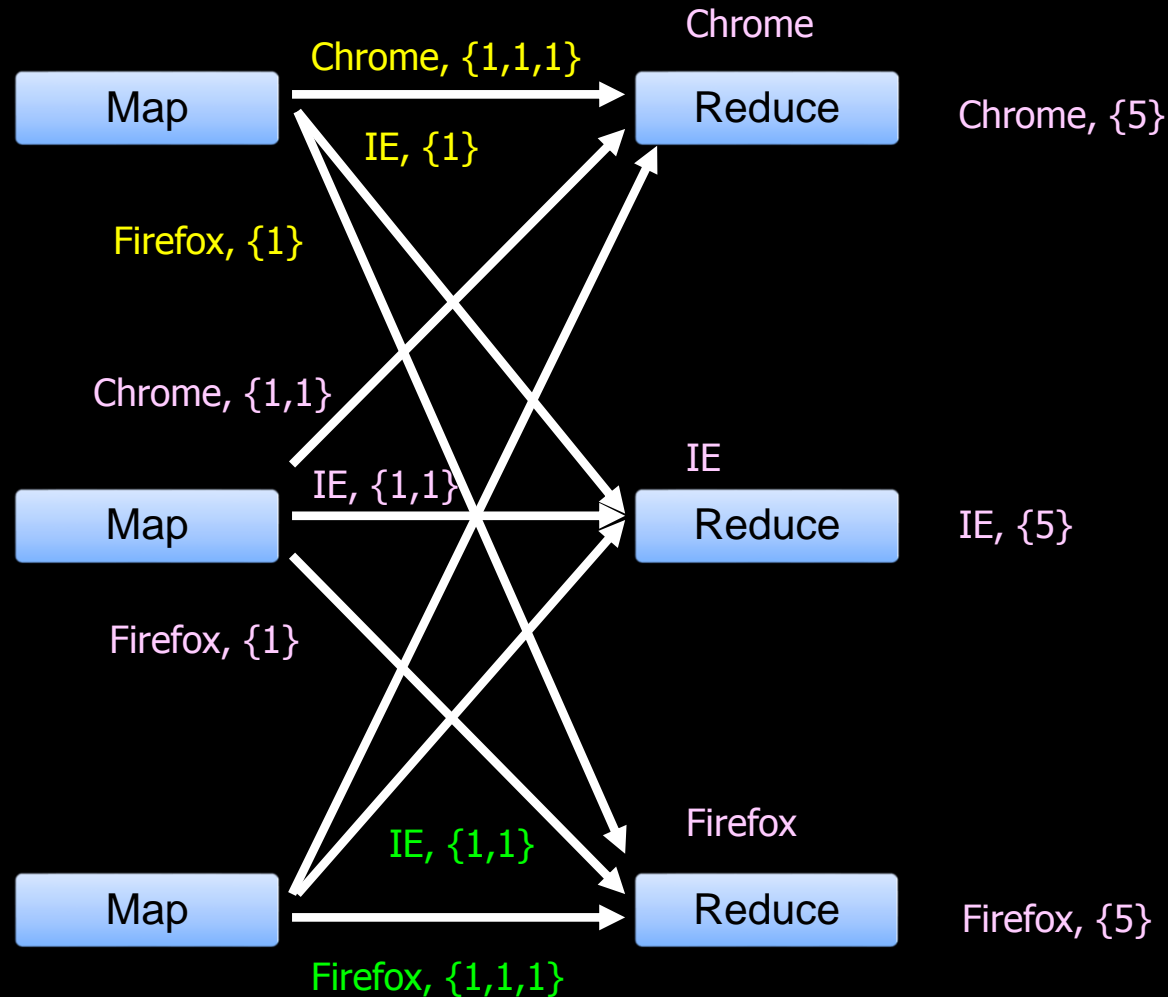 Chrome
Chrome, {1,1,1}
Map
Reduce
Chrome, {5}
IE, {1}
Firefox, {1}
Chrome, {1,1}
IE
IE, {1,1}
Map
Reduce
IE, {5}
Firefox, {1}
Firefox
IE, {1,1}
Map
Reduce
Firefox, {5}
Firefox, {1,1,1}